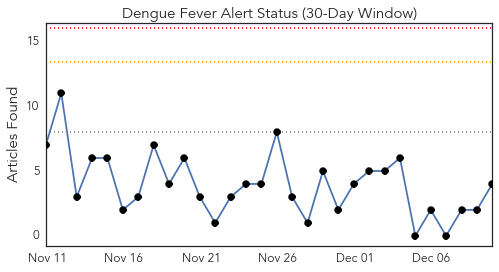 Dengue Fever Alert Status (30-Day Window)
15
10
5
0
Articles Found
Nov 11 Nov 16 Nov 21 Nov 26 Dec 01 Dec 06